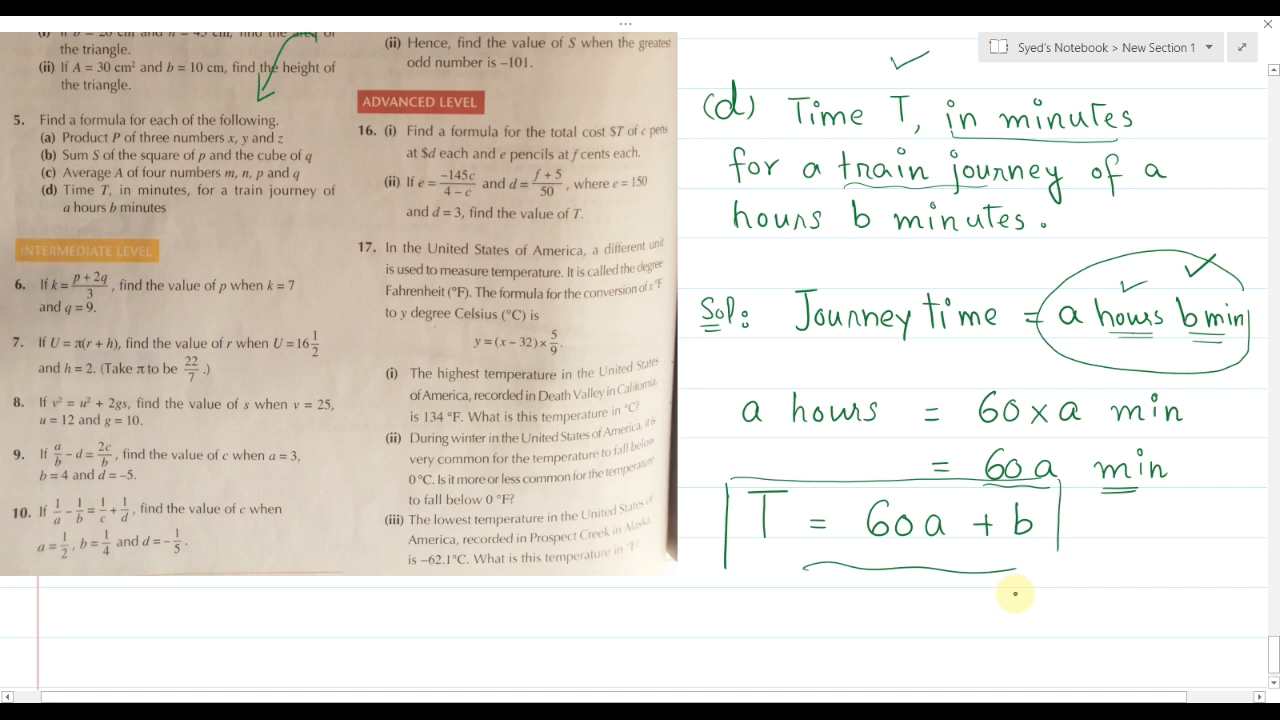 Syed's Notebook > New Section 1
the triangle.
(ii) If A = 30 cm² and b = 10 cm, find the height of
the triangle.
5. Find a formula for each of the following.
(a) Product P of three numbers x, y and z
(b) Sum S of the square of p and the cube of q
(c) Average A of four numbers m, n, p and q
(d) Time T, in minutes, for a train journey of
a hours b minutes
INTERMEDIATE LEVEL
6. If k = (p + 2q)/3, find the value of p when k = 7
and q = 9.
7. If U = π(r + h), find the value of r when U = 16 1/2
and h = 2. (Take π to be 22/7.)
8. If v² = u² + 2gs, find the value of s when v = 25,
u = 12 and g = 10.
9. If a/b − d = 2c/b, find the value of c when a = 3,
b = 4 and d = −5.
10. If 1/a − 1/b = 1/c + 1/d, find the value of c when
a = 1/2, b = 1/4 and d = −1/5.
(ii) Hence, find the value of S when the greatest
odd number is −101.
ADVANCED LEVEL
16. (i) Find a formula for the total cost $T of c pens
at $d each and e pencils at f cents each.
(ii) If e = −145c/(4 − c) and d = (f + 5)/50, where e = 150
and d = 3, find the value of T.
17. In the United States of America, a different unit
is used to measure temperature. It is called the degree
Fahrenheit (°F). The formula for the conversion of x °F
to y degree Celsius (°C) is
y = (x − 32) × 5/9.
(i) The highest temperature in the United States
of America, recorded in Death Valley in California,
is 134 °F. What is this temperature in °C?
(ii) During winter in the United States of America, it is
very common for the temperature to fall below
0 °C. Is it more or less common for the temperature
to fall below 0 °F?
(iii) The lowest temperature in the United States of
America, recorded in Prospect Creek in Alaska
is −62.1°C. What is this temperature in °F?
(d) Time T, in minutes
for a train journey of a
hours b minutes.
Sol: Journey time = a hours b min
a hours = 60 x a min
= 60a min
T = 60a + b